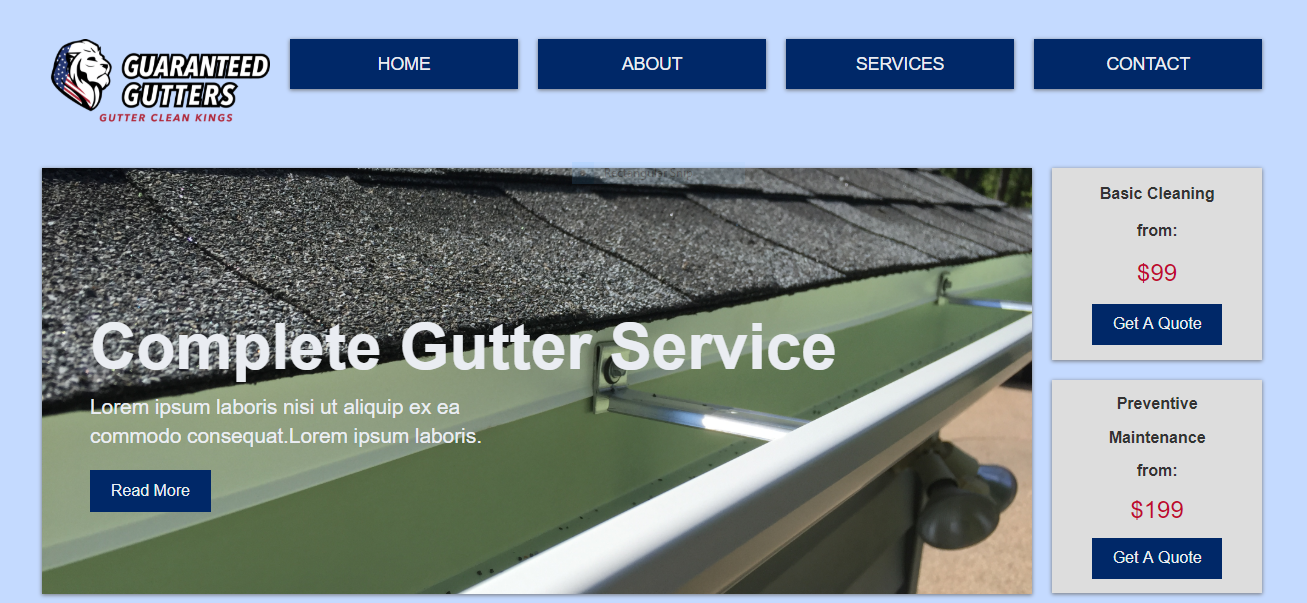 GUARANTEED
GUTTERS
GUTTER CLEAN KINGS
HOME
ABOUT
SERVICES
CONTACT
Complete Gutter Service
Lorem ipsum laboris nisi ut aliquip ex ea
commodo consequat.Lorem ipsum laboris.
Read More
Basic Cleaning
from:
$99
Get A Quote
Preventive
Maintenance
from:
$199
Get A Quote